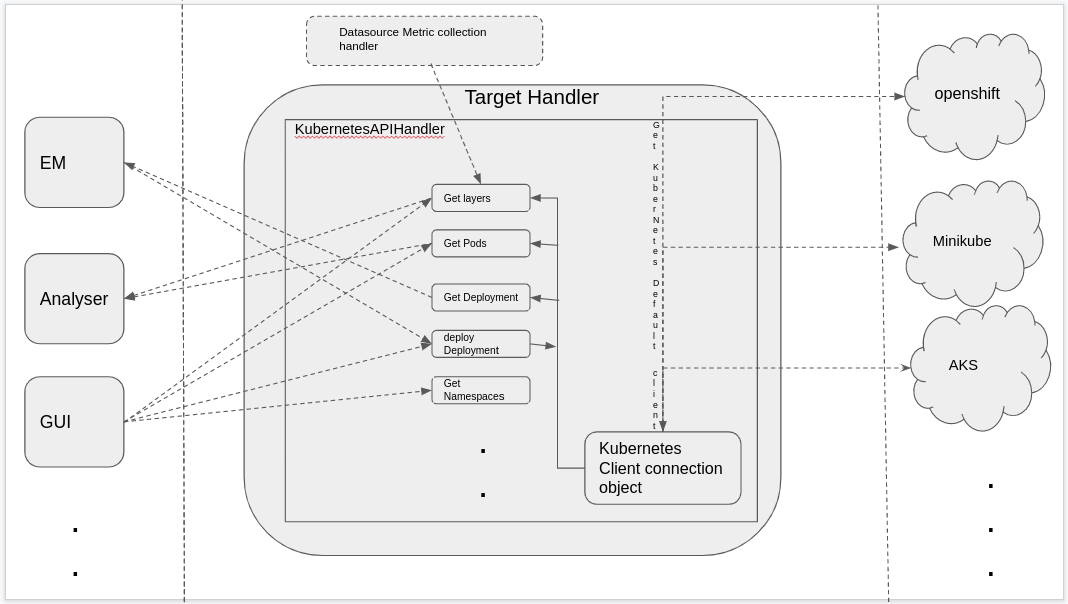 Datasource Metric collection
handler
Target Handler
KubernetesAPIHandler
EM
Analyser
GUI
Get layers
Get Pods
Get Deployment
deploy
Deployment
Get
Namespaces
Get KuberNetes Default client
Kubernetes
Client connection
object
openshift
Minikube
AKS